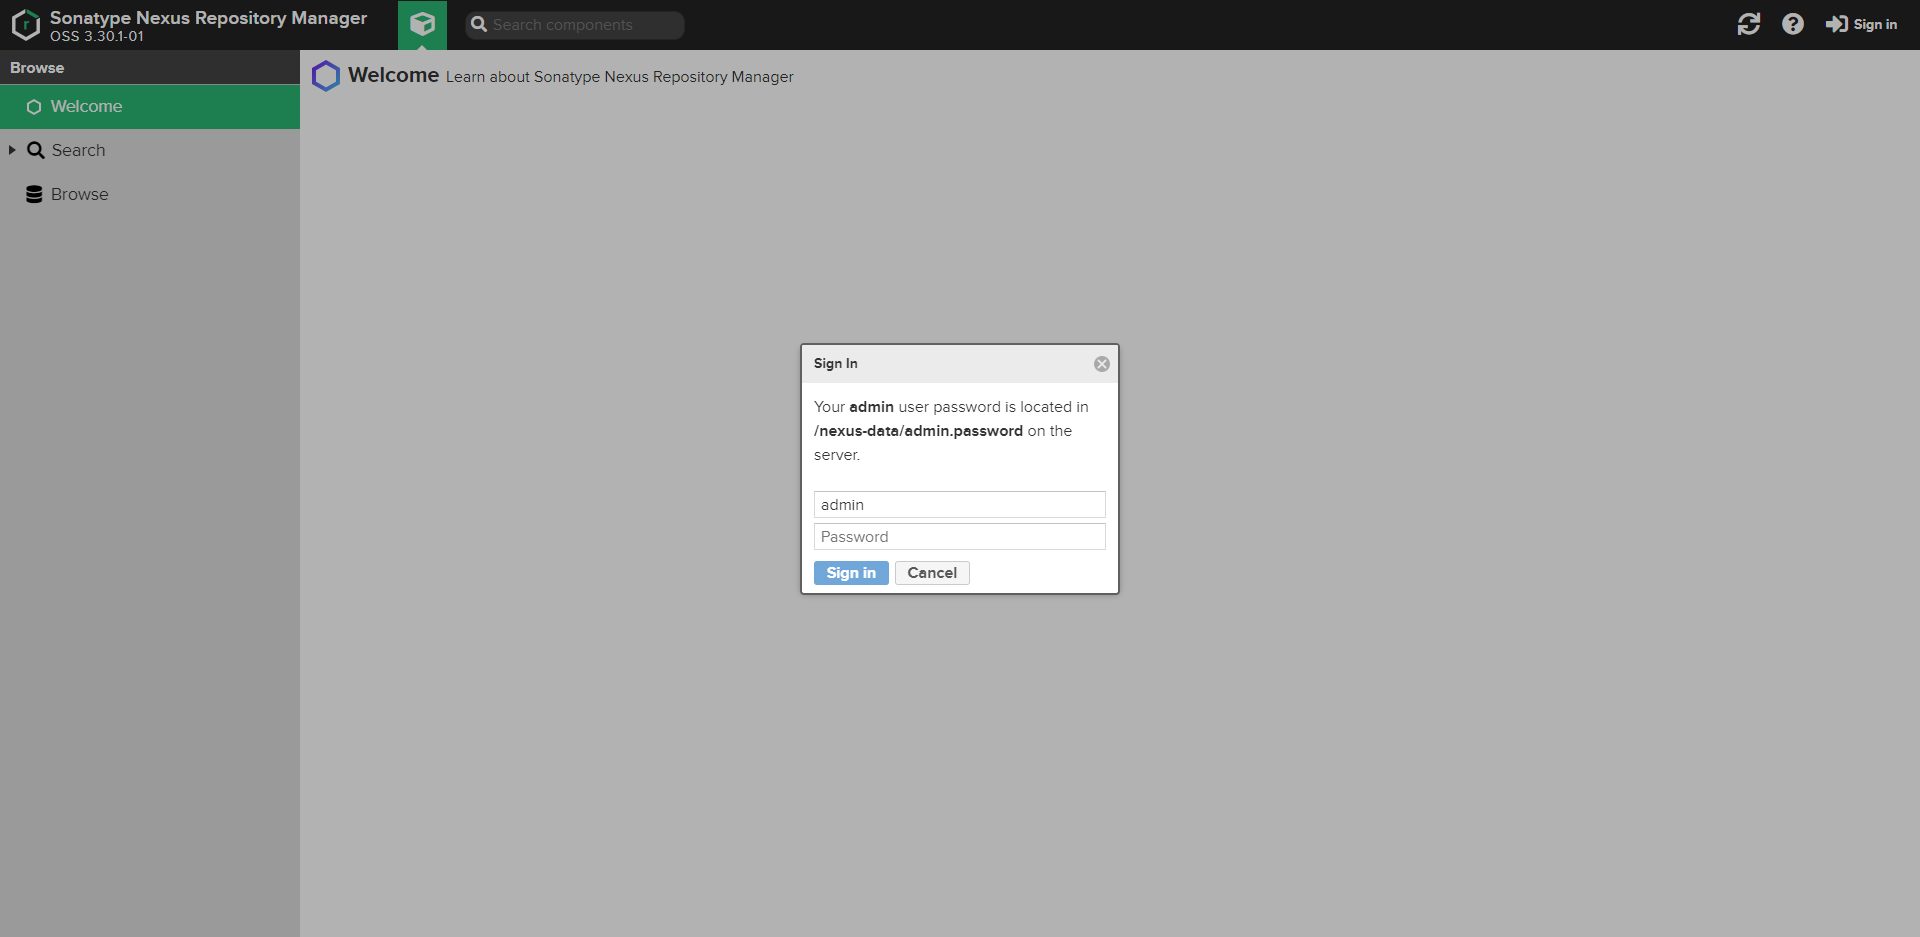 Sonatype Nexus Repository Manager
OSS 3.30.1-01
Search components
Sign in
Browse
Welcome
Search
Browse
Welcome Learn about Sonatype Nexus Repository Manager
Sign In
Your admin user password is located in
/nexus-data/admin.password on the
server.
admin
Password
Sign in
Cancel